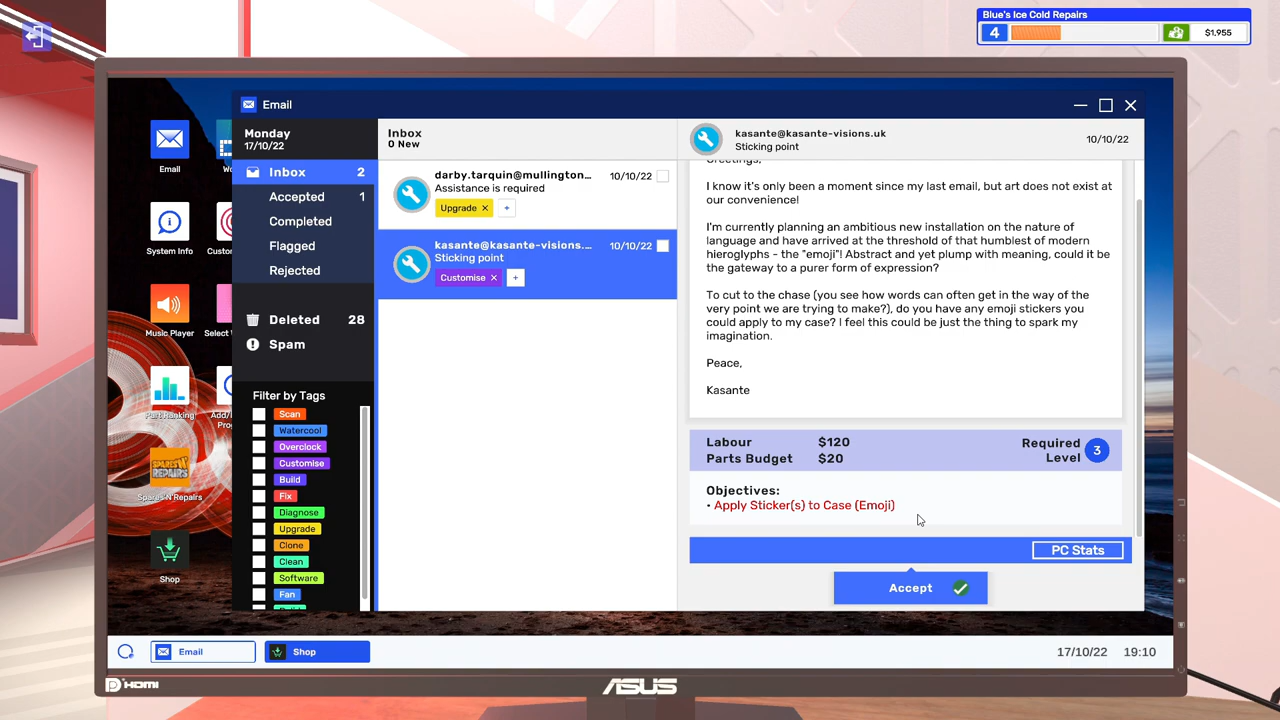 Blue's Ice Cold Repairs
4
$1,955
Email
Monday
17/10/22
Inbox 2
Accepted 1
Completed
Flagged
Rejected
Deleted 28
Spam
Filter by Tags
Scan
Watercool
Overclock
Customise
Build
Fix
Diagnose
Upgrade
Clone
Clean
Software
Fan
Inbox
0 New
darby.tarquin@mullington... 10/10/22
Assistance is required
Upgrade × +
kasante@kasante-visions.... 10/10/22
Sticking point
Customise × +
kasante@kasante-visions.uk
Sticking point
10/10/22
Greetings,
I know it's only been a moment since my last email, but art does not exist at
our convenience!
I'm currently planning an ambitious new installation on the nature of
language and have arrived at the threshold of that humblest of modern
hieroglyphs - the "emoji"! Abstract and yet plump with meaning, could it be
the gateway to a purer form of expression?
To cut to the chase (you see how words can often get in the way of the
very point we are trying to make?), do you have any emoji stickers you
could apply to my case? I feel this could be just the thing to spark my
imagination.
Peace,
Kasante
Labour $120
Parts Budget $20
Required
Level 3
Objectives:
• Apply Sticker(s) to Case (Emoji)
PC Stats
Accept
Email
System Info
Music Player
Part Ranking
Spares'N'Repairs
SPARES N REPAIRS
Shop
Email
Shop
17/10/22 19:10
HDMI
ASUS